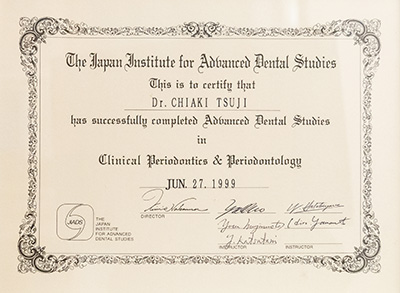 The Japan Institute for Advanced Dental Studies
This is to certify that
Dr. CHIAKI TSUJI
has successfully completed Advanced Dental Studies
in
Clinical Periodontics & Periodontology
JUN. 27. 1999
DIRECTOR
JIADS
THE
JAPAN
INSTITUTE
FOR ADVANCED
DENTAL STUDIES
INSTRUCTOR
INSTRUCTOR